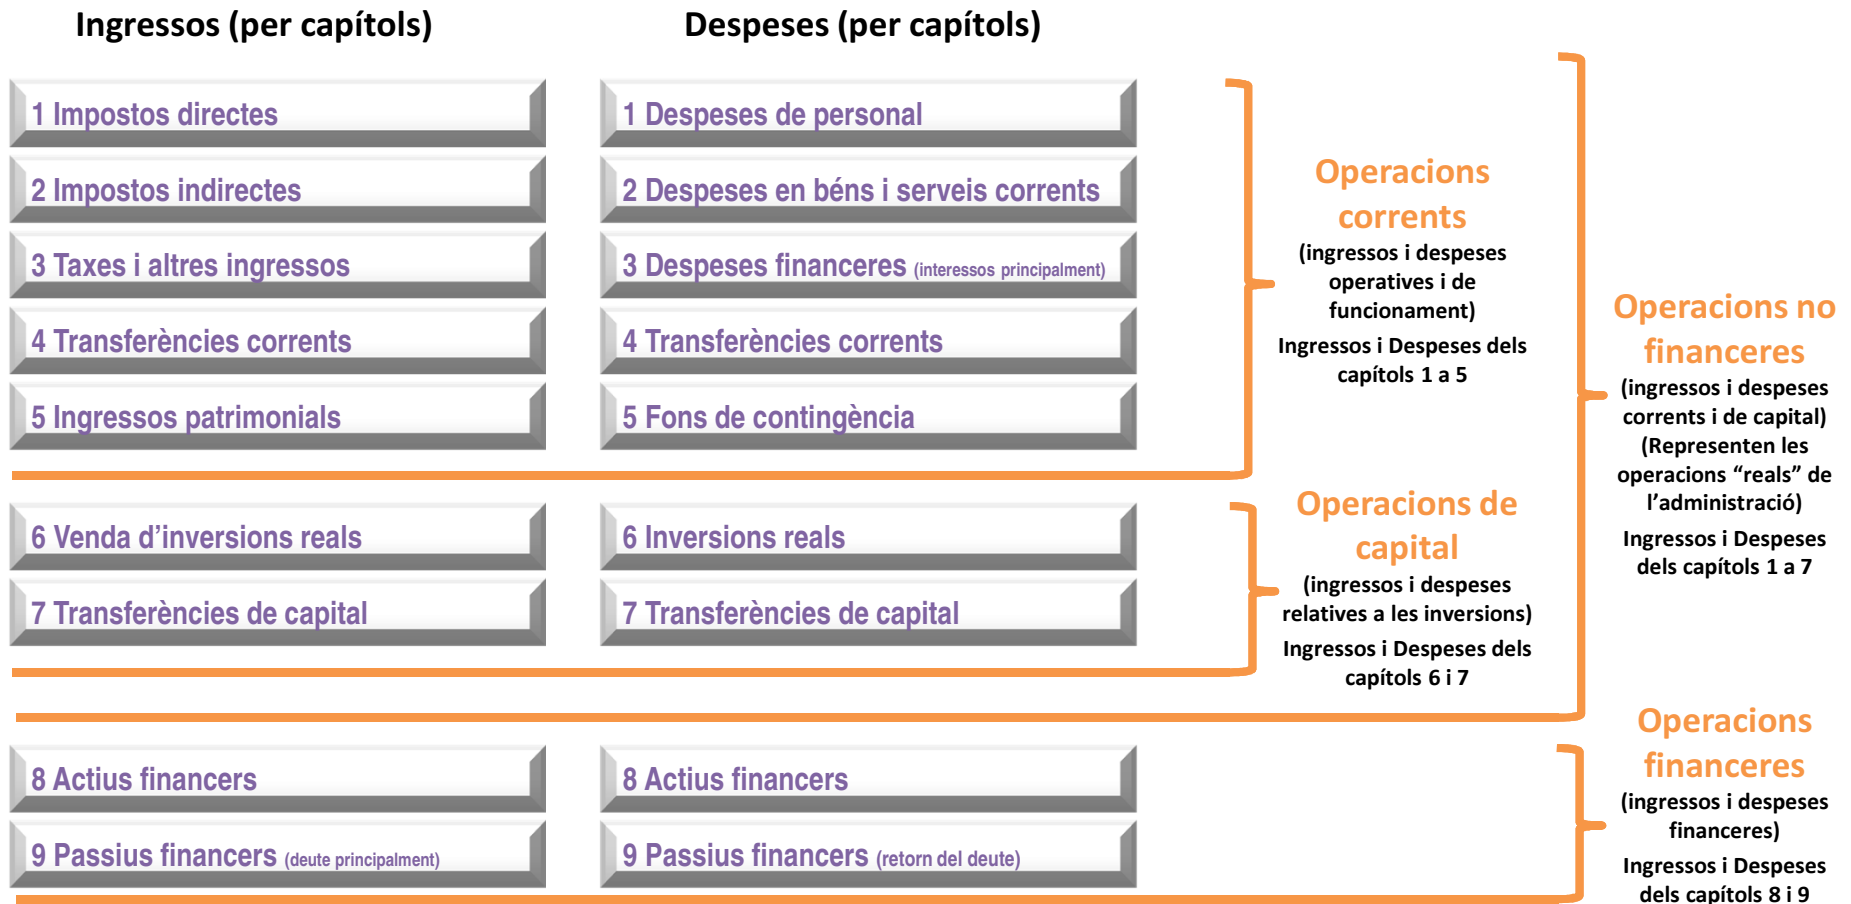 Ingressos (per capítols)
Despeses (per capítols)
1 Impostos directes
2 Impostos indirectes
3 Taxes i altres ingressos
4 Transferències corrents
5 Ingressos patrimonials
6 Venda d’inversions reals
7 Transferències de capital
8 Actius financers
9 Passius financers (deute principalment)
1 Despeses de personal
2 Despeses en béns i serveis corrents
3 Despeses financeres (interessos principalment)
4 Transferències corrents
5 Fons de contingència
6 Inversions reals
7 Transferències de capital
8 Actius financers
9 Passius financers (retorn del deute)
Operacions
corrents
(ingressos i despeses
operatives i de
funcionament)
Ingressos i Despeses dels
capítols 1 a 5
Operacions de
capital
(ingressos i despeses
relatives a les inversions)
Ingressos i Despeses dels
capítols 6 i 7
Operacions no
financeres
(ingressos i despeses
corrents i de capital)
(Representen les
operacions “reals” de
l’administració)
Ingressos i Despeses
dels capítols 1 a 7
Operacions
financeres
(ingressos i despeses
financeres)
Ingressos i Despeses
dels capítols 8 i 9